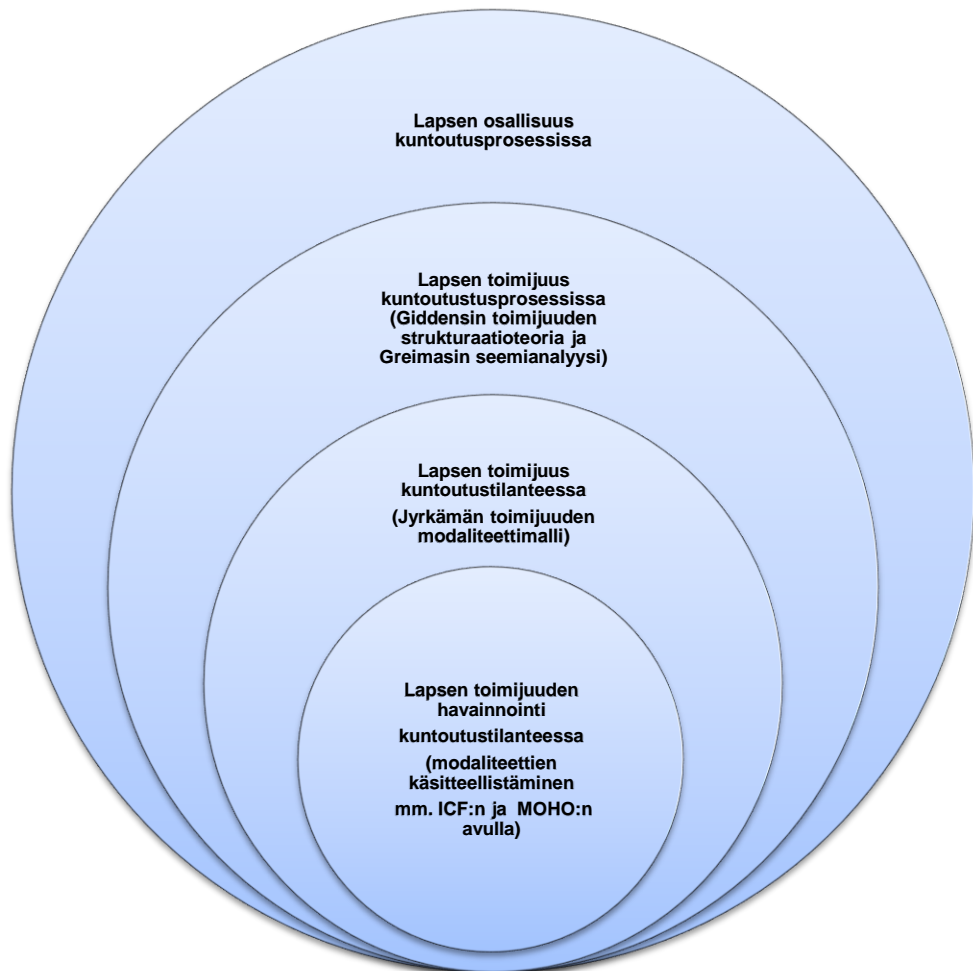 Lapsen osallisuus
kuntoutusprosessissa
Lapsen toimijuus
kuntoutustusprosessissa
(Giddensin toimijuuden
strukturaatioteoria ja
Greimasin seemianalyysi)
Lapsen toimijuus
kuntoutustilanteessa
(Jyrkämän toimijuuden
modaliteettimalli)
Lapsen toimijuuden
havainnointi
kuntoutustilanteessa
(modaliteettien
käsitteellistäminen
mm. ICF:n ja MOHO:n
avulla)